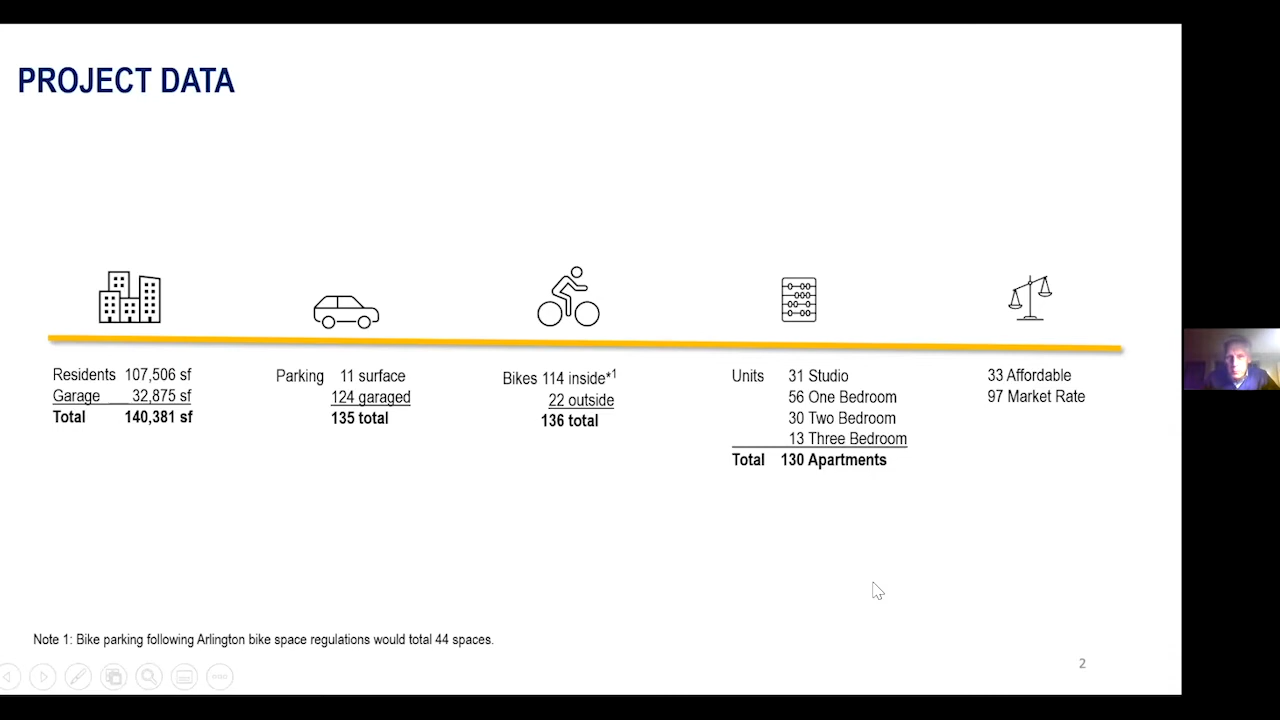 PROJECT DATA
Residents 107,506 sf
Garage 32,875 sf
Total 140,381 sf
Parking 11 surface
124 garaged
135 total
Bikes 114 inside*1
22 outside
136 total
Units 31 Studio
56 One Bedroom
30 Two Bedroom
13 Three Bedroom
Total 130 Apartments
33 Affordable
97 Market Rate
Note 1: Bike parking following Arlington bike space regulations would total 44 spaces.
2